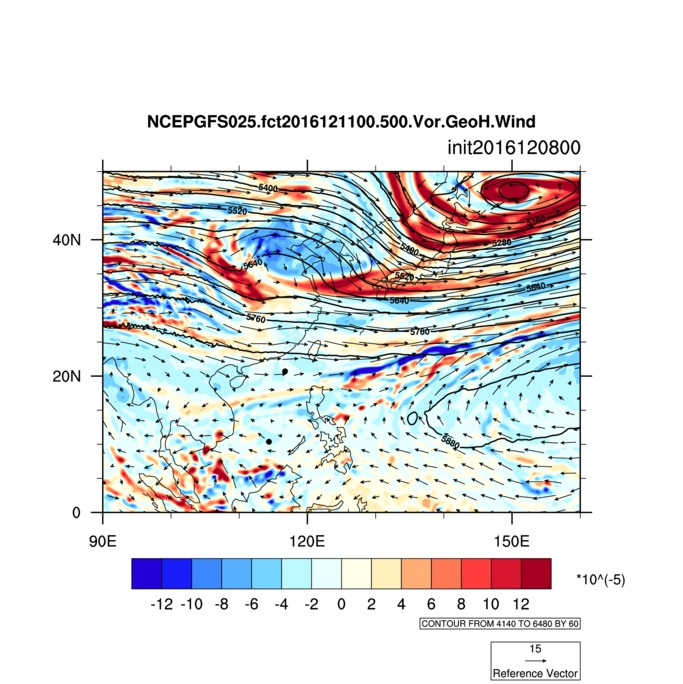 NCEPGFS025.fct2016121100.500.Vor.GeoH.Wind
init2016120800
5400
5520
5160
40N
5640
5400
5280
5520
5640
5640
5760
5760
20N
5880
0
90E 120E 150E
-12 -10 -8 -6 -4 -2 0 2 4 6 8 10 12
*10^(-5)
CONTOUR FROM 4140 TO 6480 BY 60
15
Reference Vector